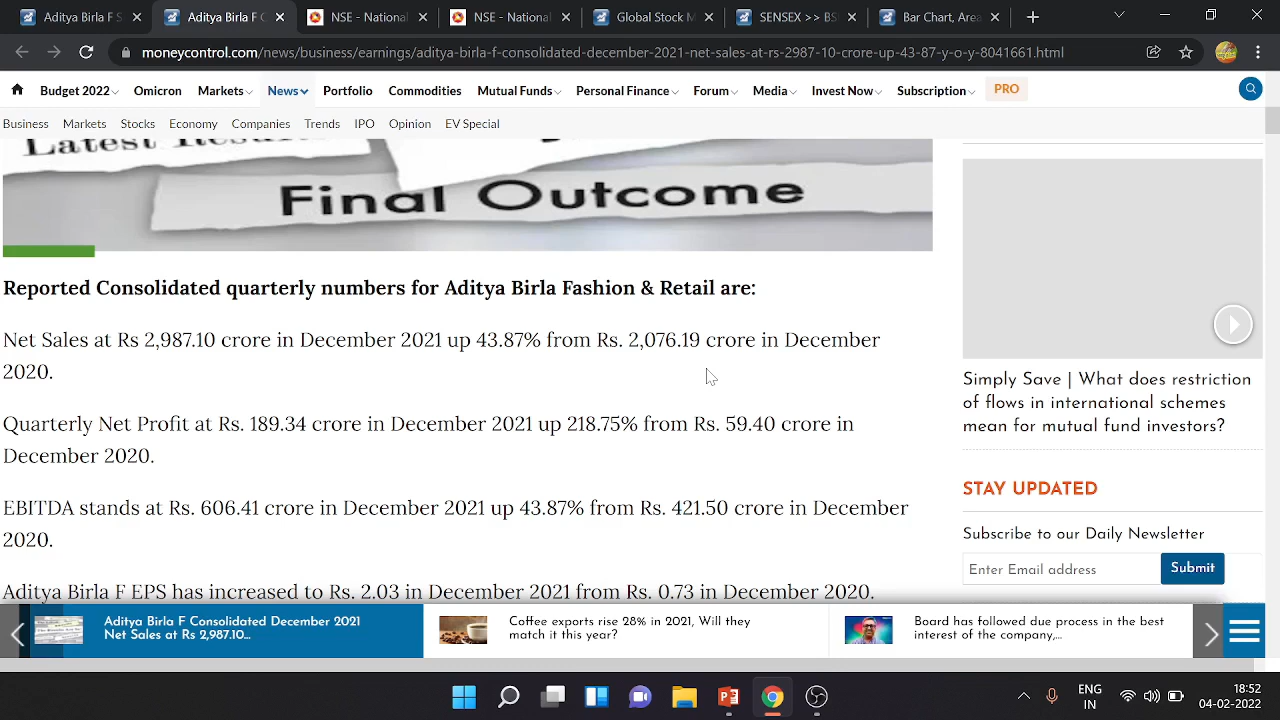 Aditya Birla F S
Aditya Birla F C
NSE - National
NSE - National
Global Stock M
SENSEX >> BS
Bar Chart, Area
moneycontrol.com/news/business/earnings/aditya-birla-f-consolidated-december-2021-net-sales-at-rs-2987-10-crore-up-43-87-y-o-y-8041661.html
Budget 2022 Omicron Markets News Portfolio Commodities Mutual Funds Personal Finance Forum Media Invest Now Subscription PRO
Business Markets Stocks Economy Companies Trends IPO Opinion EV Special
Latest Results
Final Outcome
Reported Consolidated quarterly numbers for Aditya Birla Fashion & Retail are:
Net Sales at Rs 2,987.10 crore in December 2021 up 43.87% from Rs. 2,076.19 crore in December
2020.
Quarterly Net Profit at Rs. 189.34 crore in December 2021 up 218.75% from Rs. 59.40 crore in
December 2020.
EBITDA stands at Rs. 606.41 crore in December 2021 up 43.87% from Rs. 421.50 crore in December
2020.
Aditya Birla F EPS has increased to Rs. 2.03 in December 2021 from Rs. 0.73 in December 2020.
Simply Save | What does restriction
of flows in international schemes
mean for mutual fund investors?
STAY UPDATED
Subscribe to our Daily Newsletter
Enter Email address
Submit
Aditya Birla F Consolidated December 2021
Net Sales at Rs 2,987.10...
Coffee exports rise 28% in 2021, Will they
match it this year?
Board has followed due process in the best
interest of the company,...
ENG
IN
18:52
04-02-2022